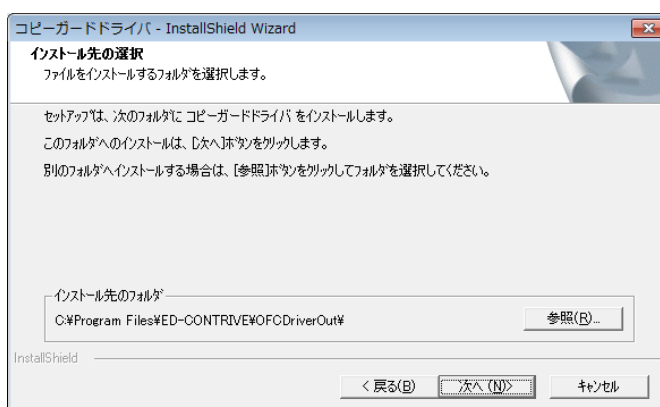 コピーガードドライバ - InstallShield Wizard
インストール先の選択
ファイルをインストールするフォルダを選択します。
セットアップは、次のフォルダに コピーガードドライバ をインストールします。
このフォルダへのインストールは、[次へ]ボタンをクリックします。
別のフォルダへインストールする場合は、[参照]ボタンをクリックしてフォルダを選択してください。
インストール先のフォルダ
C:¥Program Files¥ED-CONTRIVE¥OFCDriverOut¥
参照(R)...
InstallShield
< 戻る(B)
次へ (N)>
キャンセル